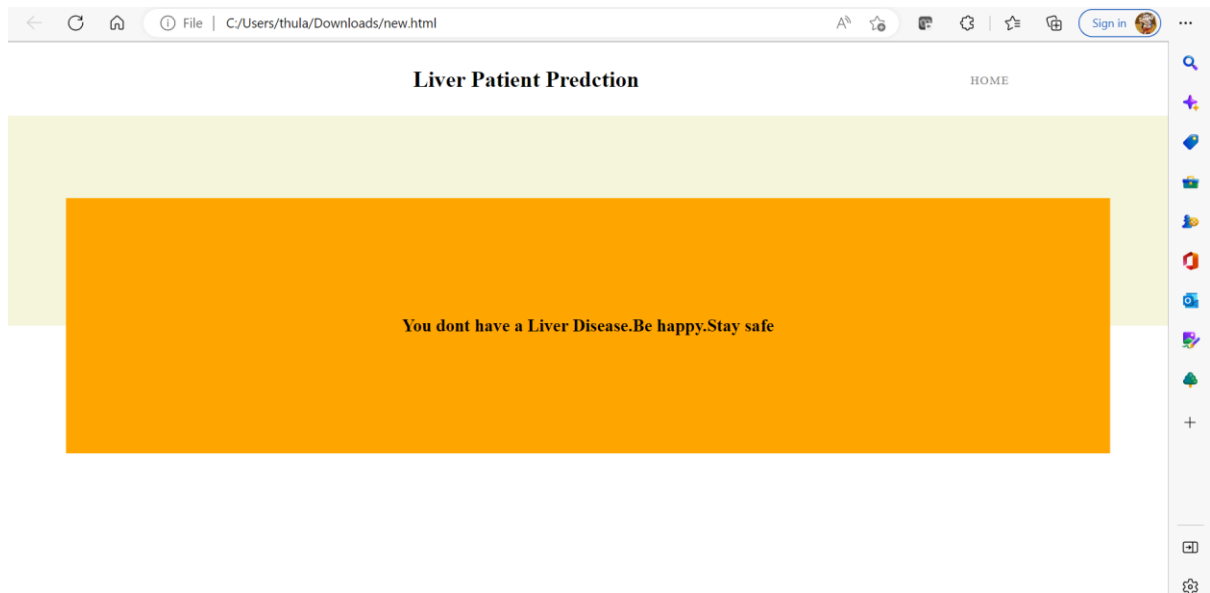 File | C:/Users/thula/Downloads/new.html
Sign in
Liver Patient Predction
HOME
You dont have a Liver Disease.Be happy.Stay safe